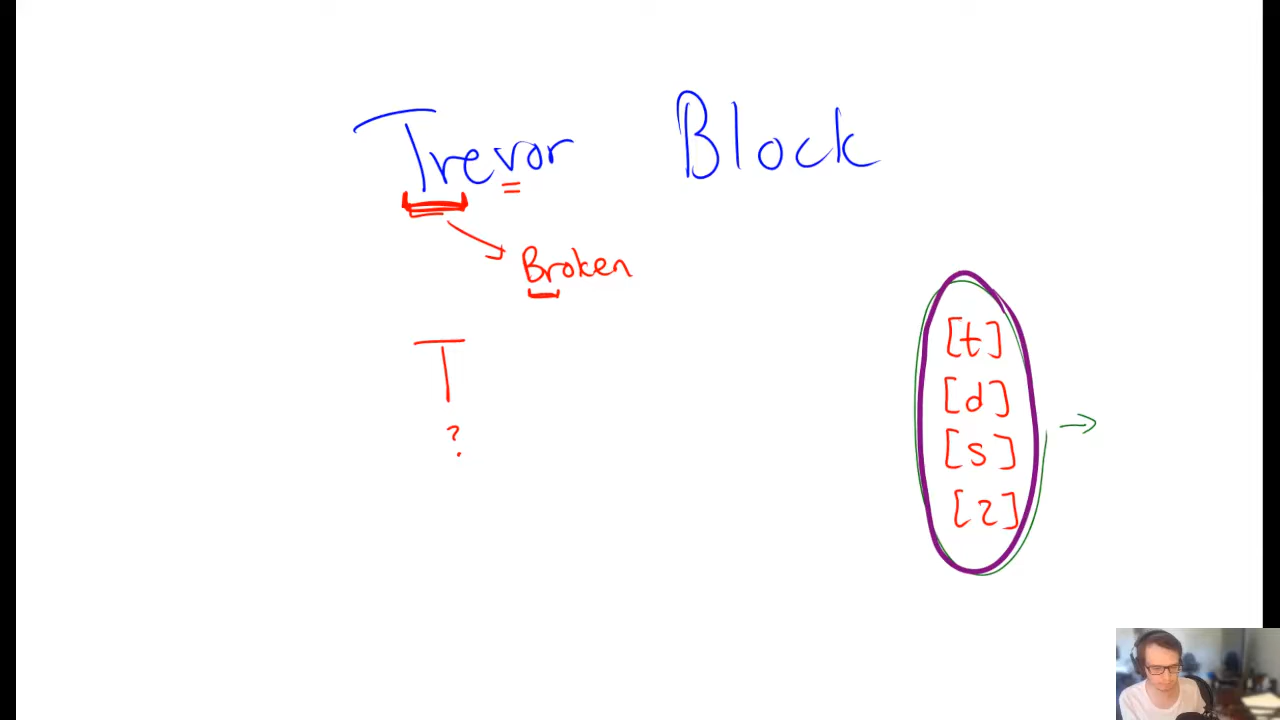 Trevor Block
Broken
T
?
[t]
[d]
[s]
[z]
→